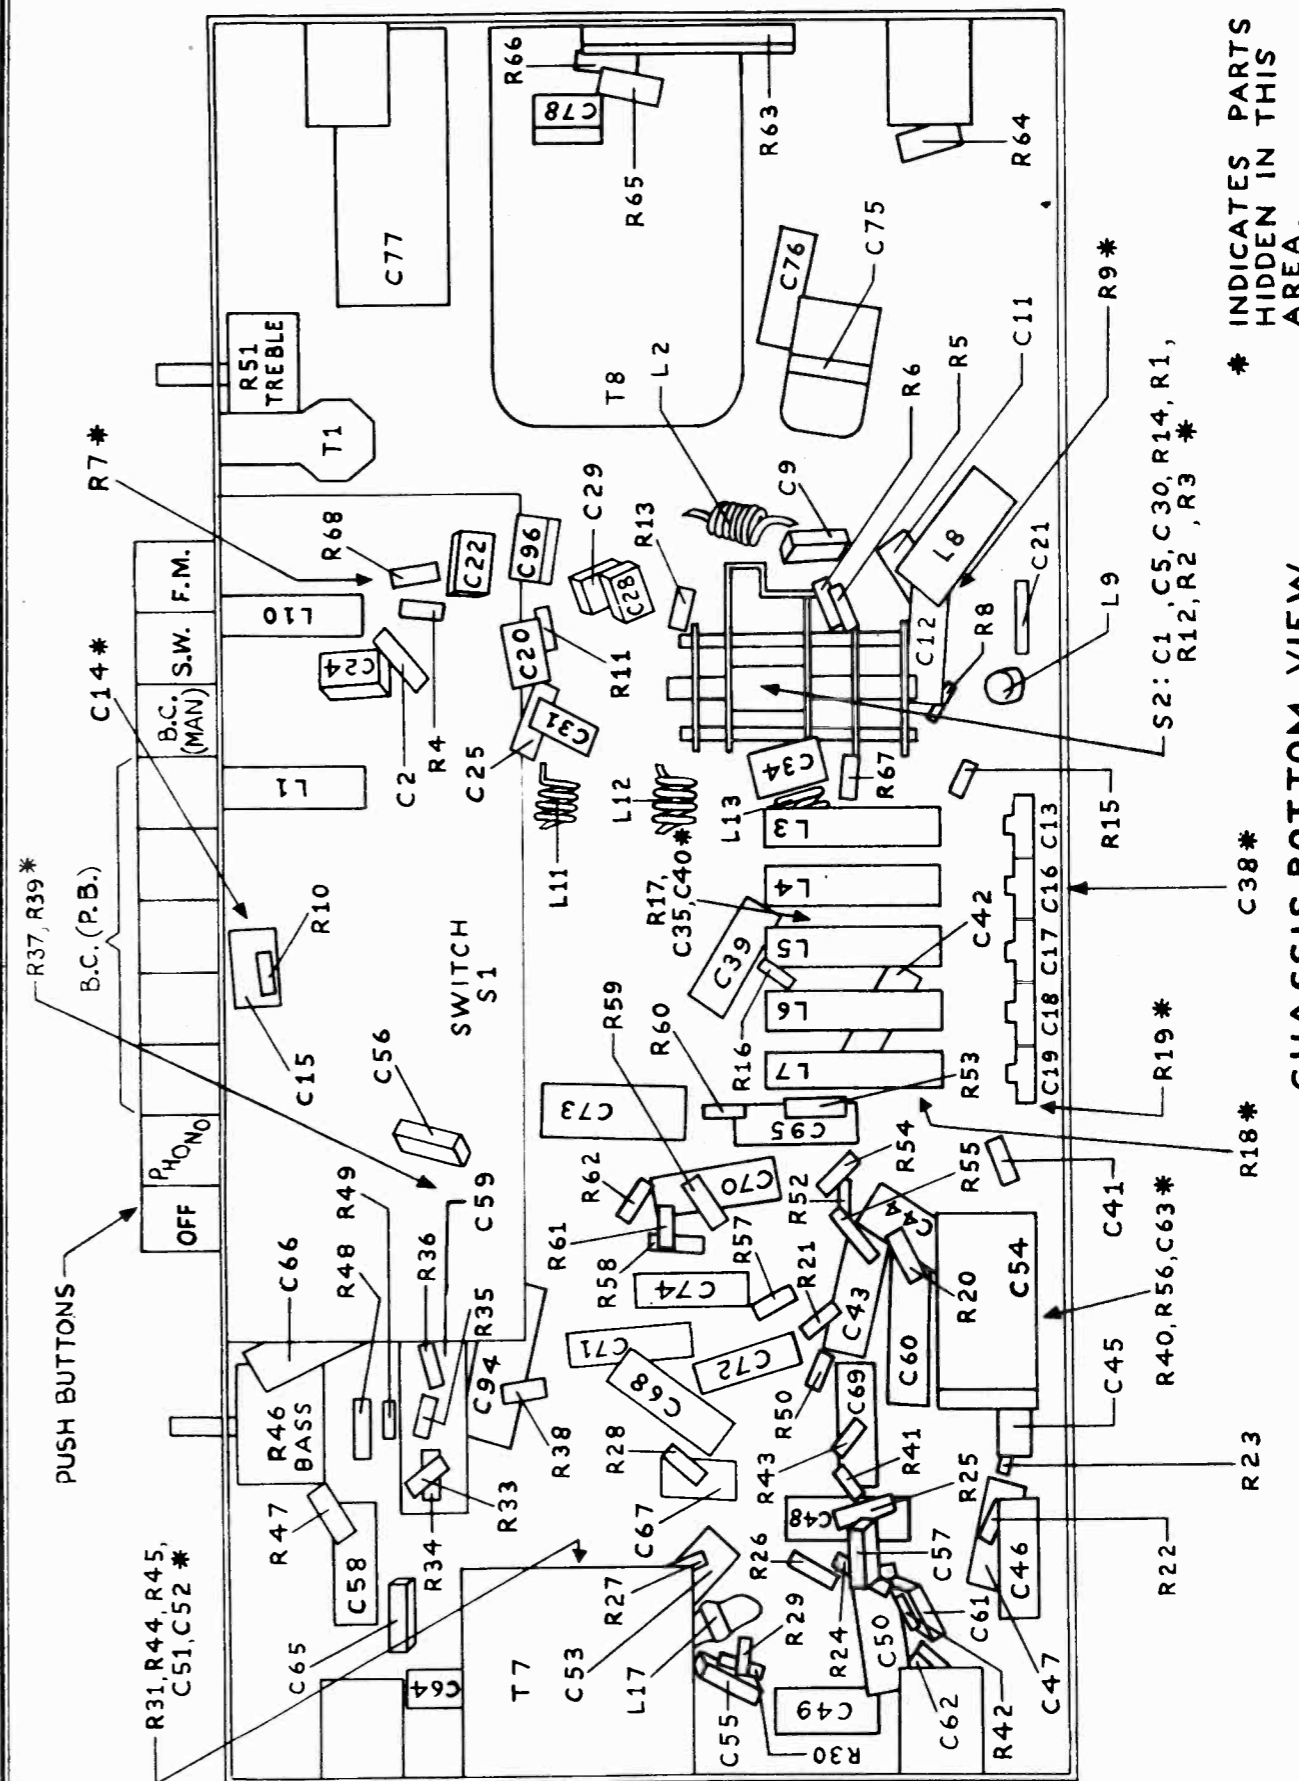 PUSH BUTTONS
OFF
PHONO
B.C. (P.B.)
B.C.
(MAN)
S.W.
F.M.
R37, R39*
C14*
R7*
R31, R44, R45,
C51, C52 *
R46
BASS
R47
C58
C65
C64
T7
C66
R48
R49
R36
R35
C59
R34
R33
C94
R38
C15
R10
C56
SWITCH
S1
L1
L10
C24
C2
R4
R68
C22
C96
C20
R11
C25
C31
L11
L12
L13
C29
C28
R13
T1
R51
TREBLE
C77
T8
L2
R66
R65
C78
R63
R64
C76
C75
C9
R6
R5
C11
L8
C12
R8
R9*
C21
L9
S2: C1, C5, C30, R14, R1,
R12, R2, R3 *
C34
R67
R15
L3
L4
L5
L6
L7
R17,
C35, C40*
C39
R16
C42
C13
C16
C17
C18
C19
C38*
R19*
R18*
C73
R60
R59
C95
R53
C70
R62
R61
R58
C74
R57
R52
R54
R55
C44
C41
C71
C72
C68
R21
C43
R20
C60
C54
R40, R56, C63*
C45
R50
C69
R28
C67
R43
R41
R25
C48
R23
R22
C46
C47
R26
R24
C57
C61
C50
R42
C62
R27
C53
L17
R29
C55
R30
C49
* INDICATES PARTS
HIDDEN IN THIS
AREA.
CHASSIS BOTTOM VIEW